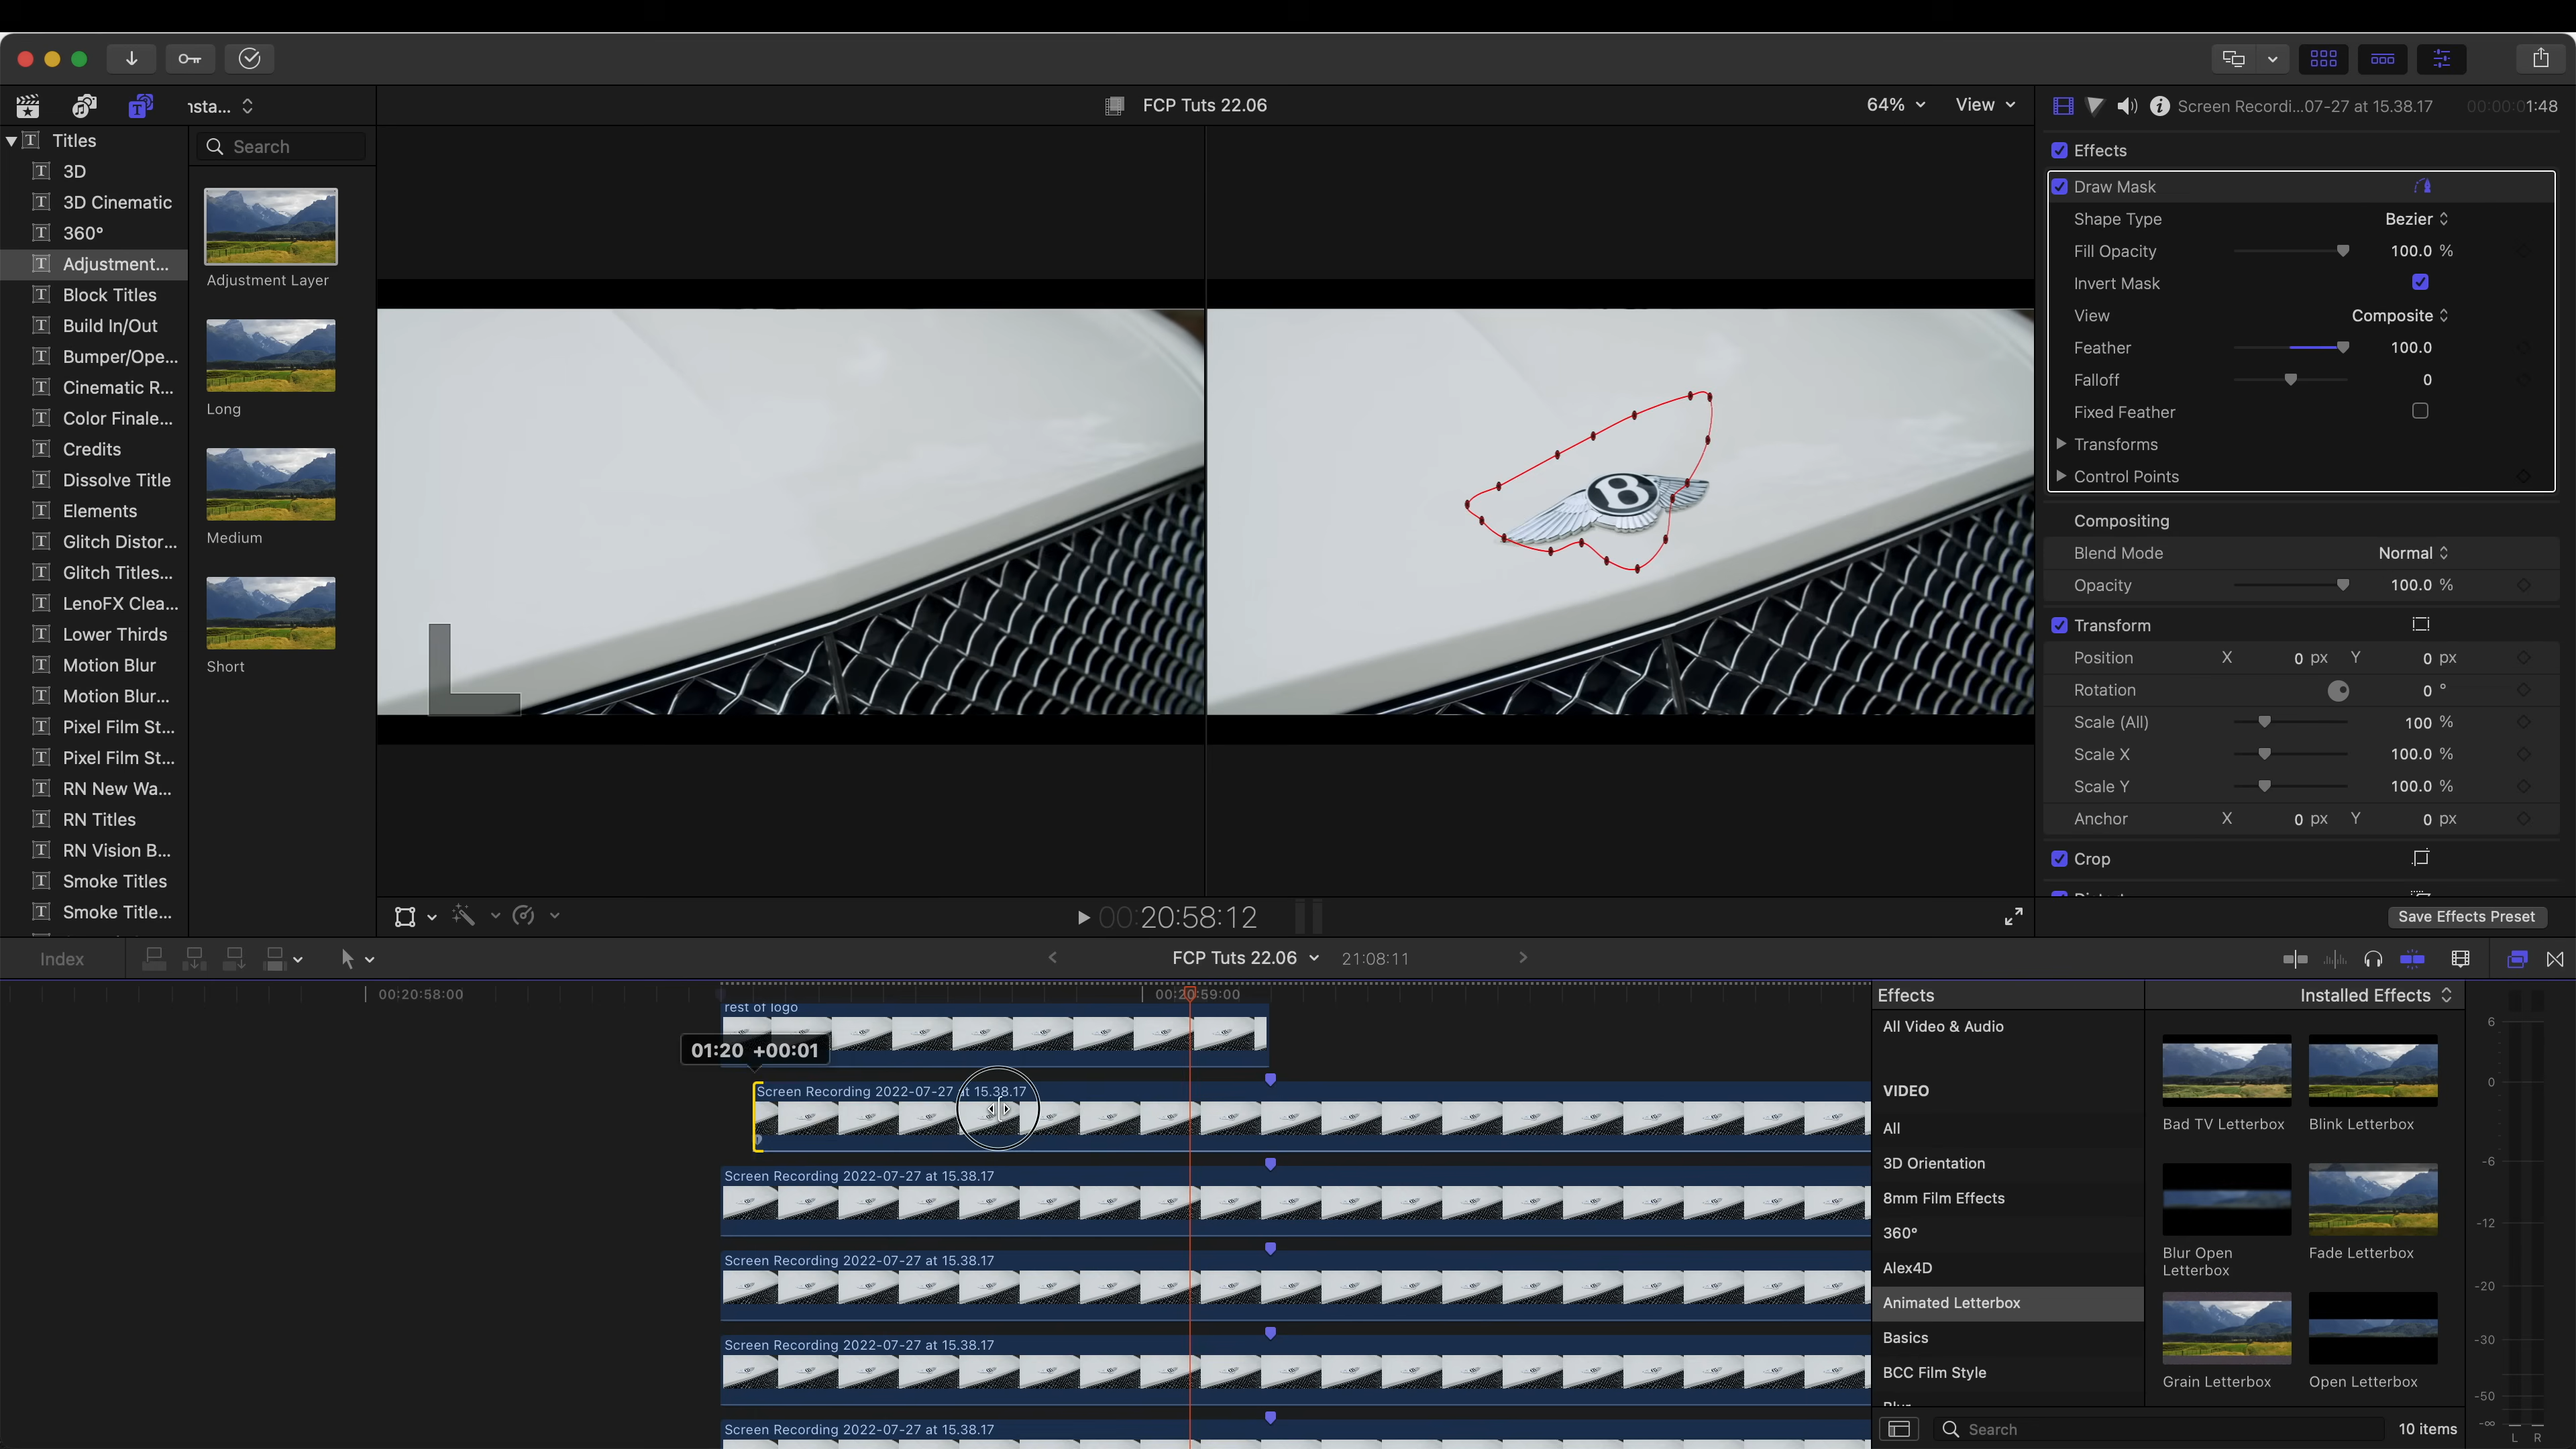 nsta...
FCP Tuts 22.06
64%
View
Screen Recordi...07-27 at 15.38.17
00:00:01:48
Titles
3D
3D Cinematic
360°
Adjustment...
Block Titles
Build In/Out
Bumper/Ope...
Cinematic R...
Color Finale...
Credits
Dissolve Title
Elements
Glitch Distor...
Glitch Titles...
LenoFX Clea...
Lower Thirds
Motion Blur
Motion Blur...
Pixel Film St...
Pixel Film St...
RN New Wa...
RN Titles
RN Vision B...
Smoke Titles
Smoke Title...
Search
Adjustment Layer
Long
Medium
Short
B
Effects
Draw Mask
Shape Type Bezier
Fill Opacity 100.0 %
Invert Mask
View Composite
Feather 100.0
Falloff 0
Fixed Feather
Transforms
Control Points
Compositing
Blend Mode Normal
Opacity 100.0 %
Transform
Position X 0 px Y 0 px
Rotation 0 °
Scale (All) 100 %
Scale X 100.0 %
Scale Y 100.0 %
Anchor X 0 px Y 0 px
Crop
Save Effects Preset
00:20:58:12
Index
FCP Tuts 22.06
21:08:11
00:20:58:00
00:20:59:00
rest of logo
01:20 +00:01
Screen Recording 2022-07-27 at 15.38.17
Screen Recording 2022-07-27 at 15.38.17
Screen Recording 2022-07-27 at 15.38.17
Screen Recording 2022-07-27 at 15.38.17
Screen Recording 2022-07-27 at 15.38.17
Effects
Installed Effects
All Video & Audio
VIDEO
All
3D Orientation
8mm Film Effects
360°
Alex4D
Animated Letterbox
Basics
BCC Film Style
Bad TV Letterbox
Blink Letterbox
Blur Open
Letterbox
Fade Letterbox
Grain Letterbox
Open Letterbox
Search
10 items
6
0
-6
-12
-20
-30
-50
-∞
L R